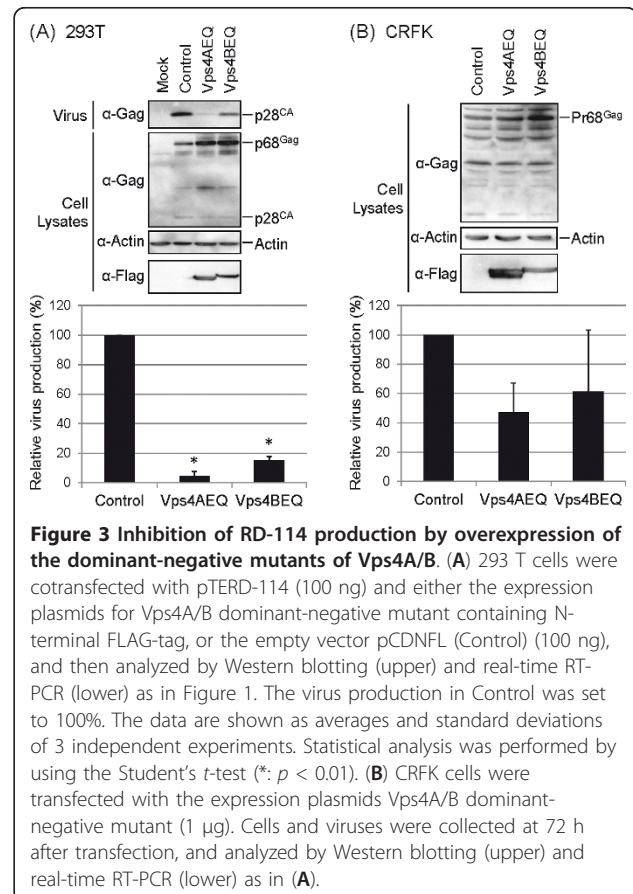 (A) 293T
Mock
Control
Vps4AEQ
Vps4BEQ
Virus
α-Gag
p28CA
p68Gag
α-Gag
Cell
Lysates
p28CA
α-Actin
Actin
α-Flag
Relative virus production (%)
120
100
80
60
40
20
0
*
*
Control
Vps4AEQ
Vps4BEQ
(B) CRFK
Control
Vps4AEQ
Vps4BEQ
Pr68Gag
α-Gag
Cell
Lysates
α-Actin
Actin
α-Flag
Relative virus production (%)
120
100
80
60
40
20
0
Control
Vps4AEQ
Vps4BEQ
Figure 3 Inhibition of RD-114 production by overexpression of
the dominant-negative mutants of Vps4A/B. (A) 293 T cells were
cotransfected with pTERD-114 (100 ng) and either the expression
plasmids for Vps4A/B dominant-negative mutant containing N-
terminal FLAG-tag, or the empty vector pCDNFL (Control) (100 ng),
and then analyzed by Western blotting (upper) and real-time RT-
PCR (lower) as in Figure 1. The virus production in Control was set
to 100%. The data are shown as averages and standard deviations
of 3 independent experiments. Statistical analysis was performed by
using the Student's t-test (*: p < 0.01). (B) CRFK cells were
transfected with the expression plasmids Vps4A/B dominant-
negative mutant (1 μg). Cells and viruses were collected at 72 h
after transfection, and analyzed by Western blotting (upper) and
real-time RT-PCR (lower) as in (A).